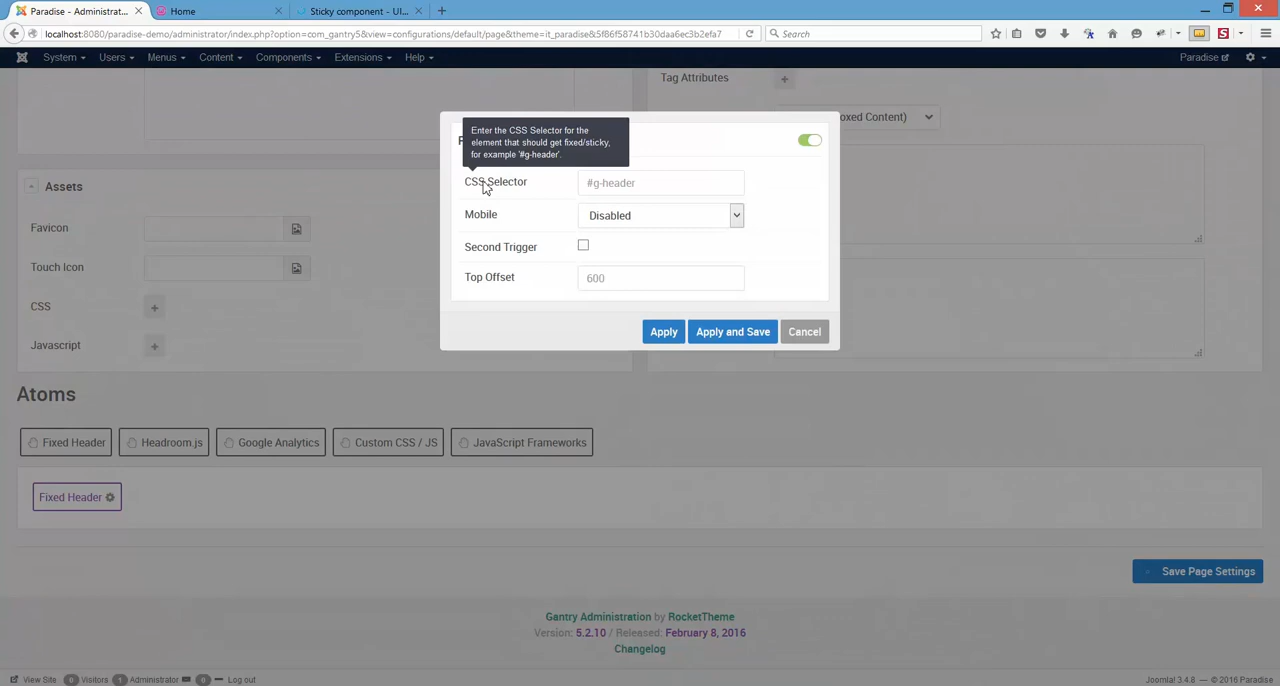 Paradise - Administrat...
Home
Sticky component - UI...
localhost:8080/paradise-demo/administrator/index.php?option=com_gantry5&view=configurations/default/page&theme=it_paradise&5f86f58741b30daa6ec3b2efa7
Search
System
Users
Menus
Content
Components
Extensions
Help
Paradise
Tag Attributes
oxed Content)
Enter the CSS Selector for the
element that should get fixed/sticky,
for example '#g-header'.
CSS Selector
#g-header
Mobile
Disabled
Second Trigger
Top Offset
600
Apply
Apply and Save
Cancel
Assets
Favicon
Touch Icon
CSS
Javascript
Atoms
Fixed Header
Headroom.js
Google Analytics
Custom CSS / JS
JavaScript Frameworks
Fixed Header
Save Page Settings
Gantry Administration by RocketTheme
Version: 5.2.10 / Released: February 8, 2016
Changelog
View Site
0 Visitors
1 Administrator
0
Log out
Joomla! 3.4.8 — © 2016 Paradise